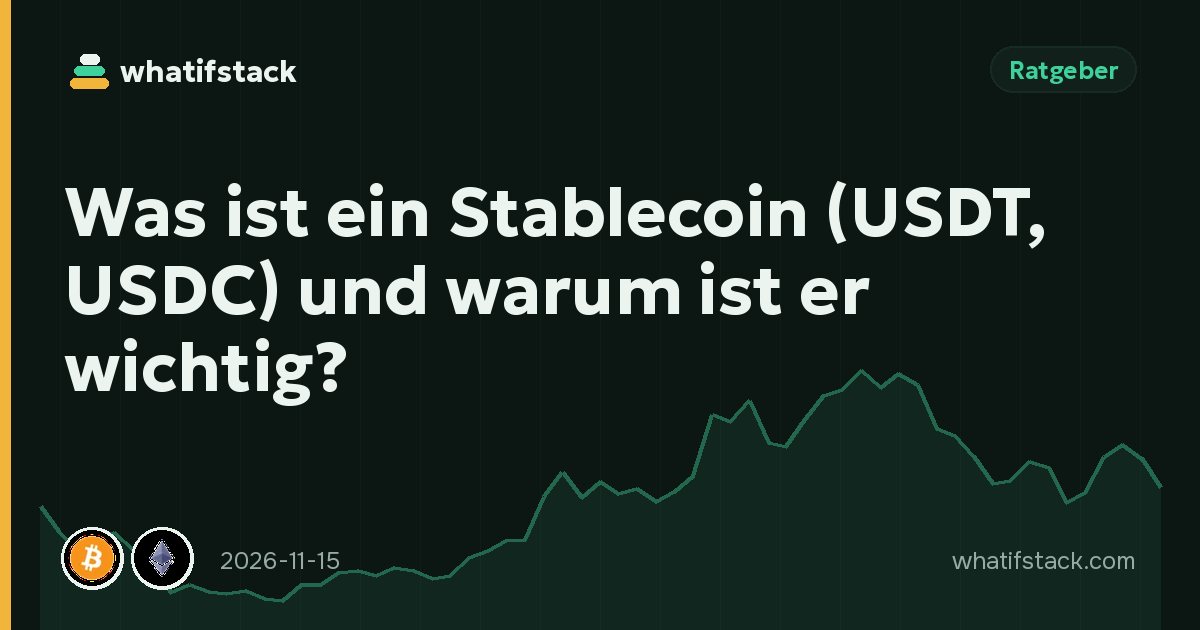 whatifstack
Ratgeber
Was ist ein Stablecoin (USDT,
USDC) und warum ist er
wichtig?
2026-11-15
whatifstack.com